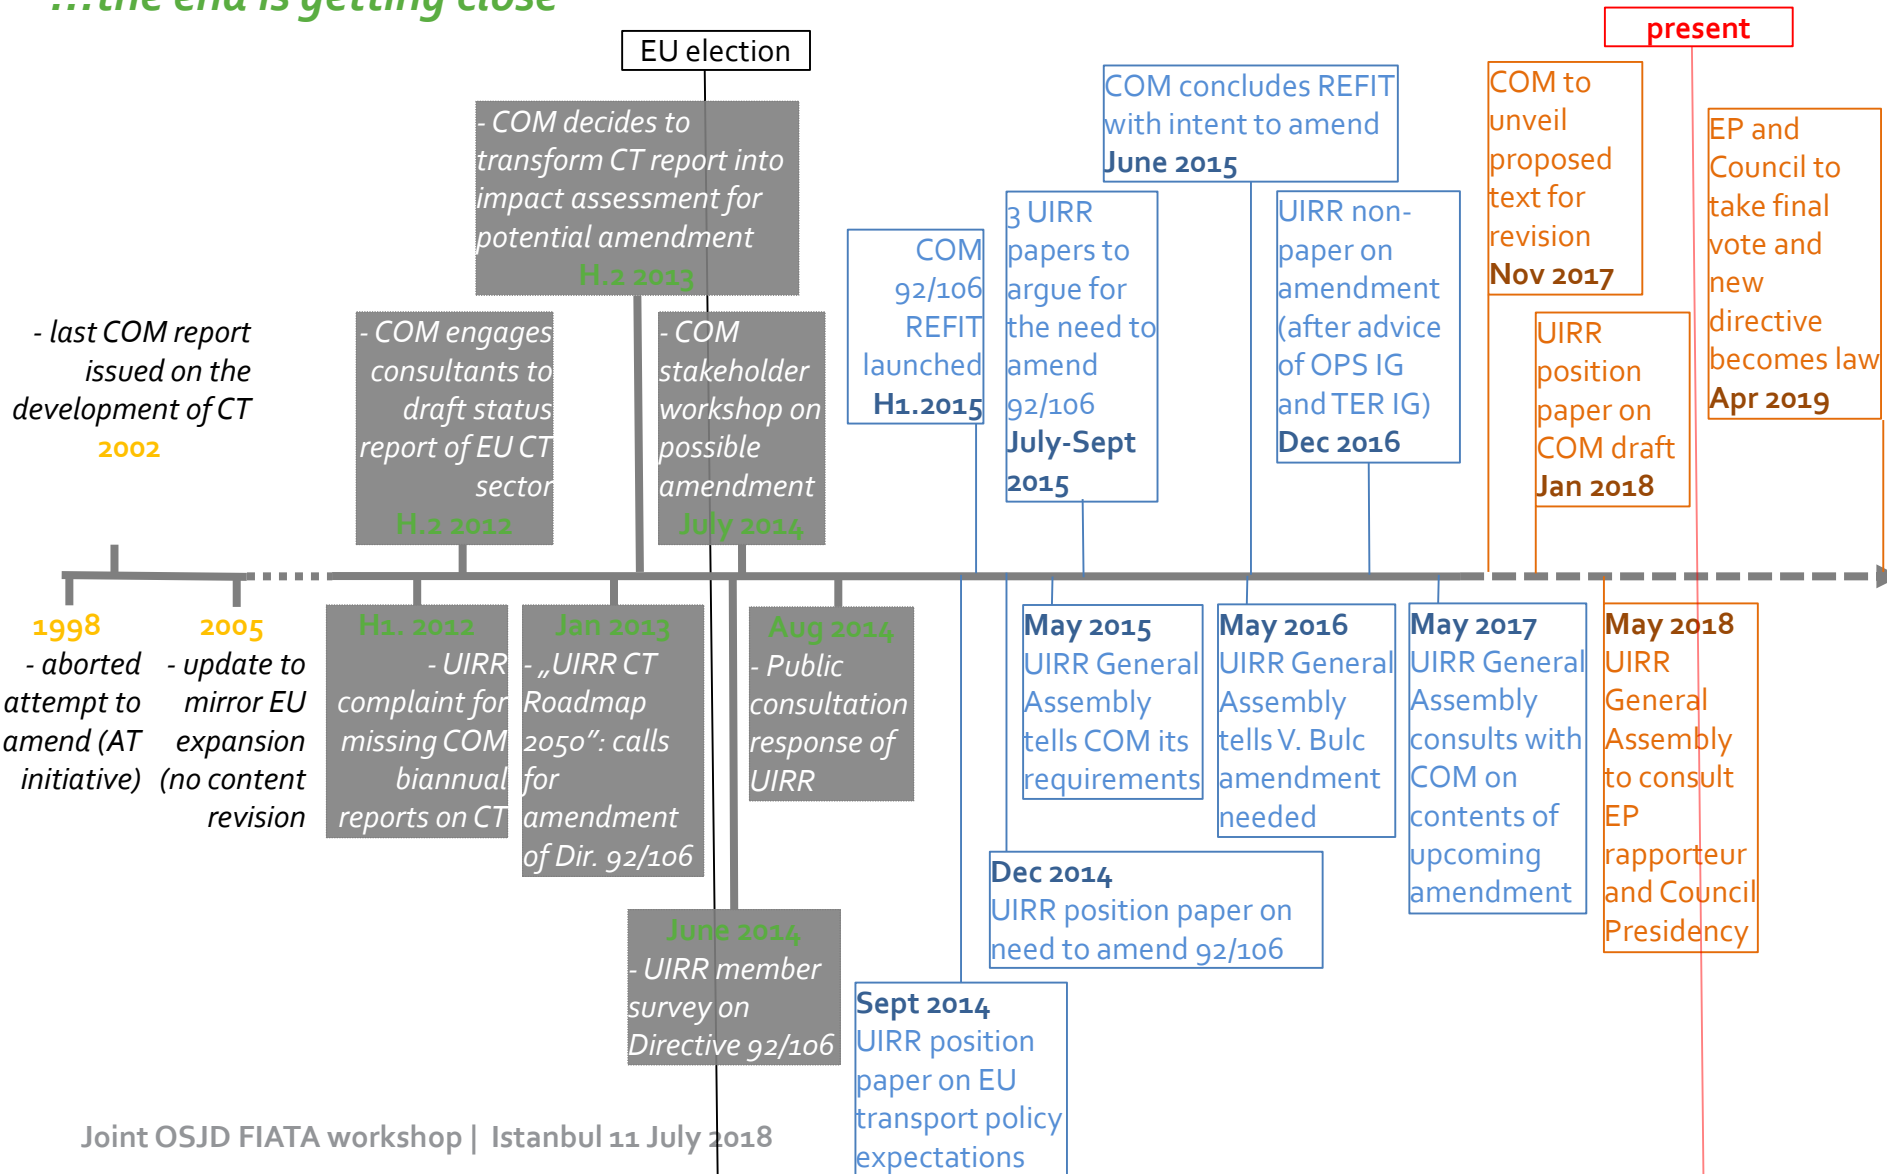 ...the end is getting close
present
EU election
- COM decides to
transform CT report into
impact assessment for
potential amendment
H.2 2013
COM concludes REFIT
with intent to amend
June 2015
COM to
unveil
proposed
text for
revision
Nov 2017
EP and
Council to
take final
vote and
new
directive
becomes law
Apr 2019
- last COM report
issued on the
development of CT
2002
- COM engages
consultants to
draft status
report of EU CT
sector
H.2 2012
- COM
stakeholder
workshop on
possible
amendment
July 2014
COM
92/106
REFIT
launched
H1.2015
3 UIRR
papers to
argue for
the need to
amend
92/106
July-Sept
2015
UIRR non-
paper on
amendment
(after advice
of OPS IG
and TER IG)
Dec 2016
UIRR
position
paper on
COM draft
Jan 2018
1998
- aborted
attempt to
amend (AT
initiative)
2005
- update to
mirror EU
expansion
(no content
revision
H1. 2012
- UIRR
complaint for
missing COM
biannual
reports on CT
Jan 2013
- „UIRR CT
Roadmap
2050”: calls
for
amendment
of Dir. 92/106
Aug 2014
- Public
consultation
response of
UIRR
May 2015
UIRR General
Assembly
tells COM its
requirements
May 2016
UIRR General
Assembly
tells V. Bulc
amendment
needed
May 2017
UIRR General
Assembly
consults with
COM on
contents of
upcoming
amendment
May 2018
UIRR
General
Assembly
to consult
EP
rapporteur
and Council
Presidency
June 2014
- UIRR member
survey on
Directive 92/106
Dec 2014
UIRR position paper on
need to amend 92/106
Sept 2014
UIRR position
paper on EU
transport policy
expectations
Joint OSJD FIATA workshop | Istanbul 11 July 2018